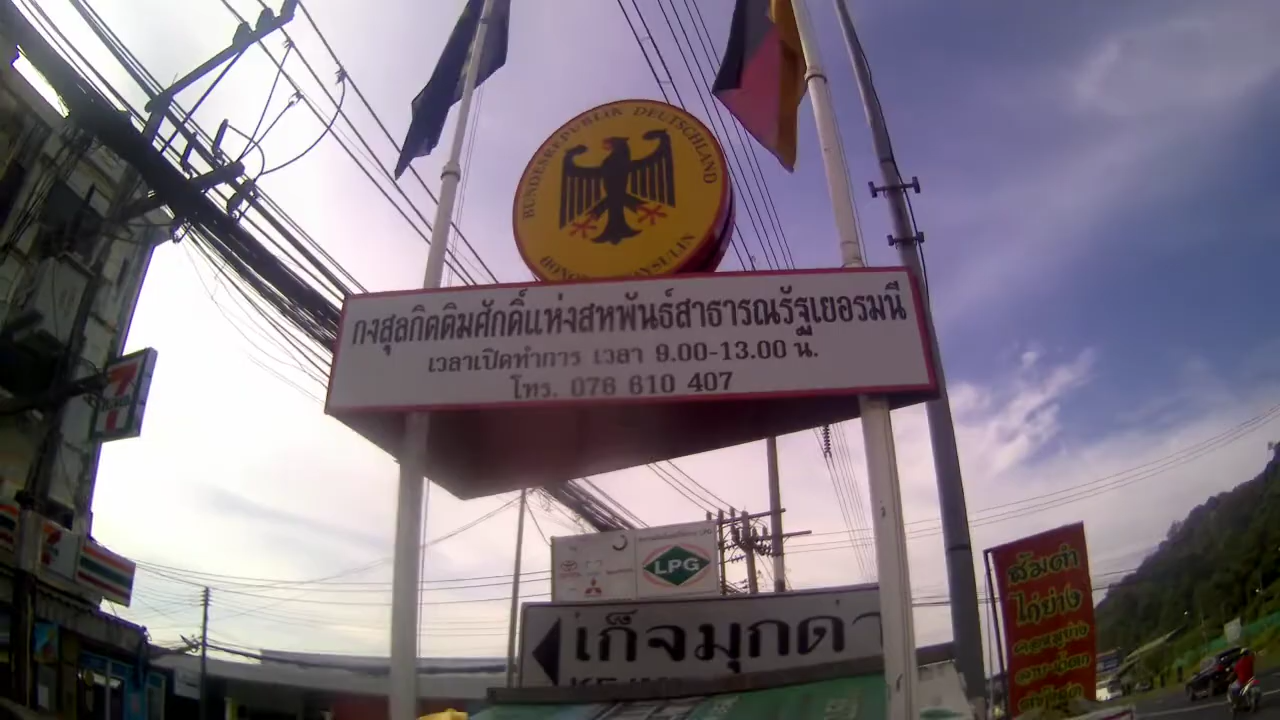 BUNDESREPUBLIK DEUTSCHLAND
กงสุลกิตติมศักดิ์แห่งสหพันธ์สาธารณรัฐเยอรมนี
เวลาเปิดทำการ เวลา 9.00-13.00 น.
โทร. 076 610 407
7
LPG
เก็จมุกด่า
ส้มตำ
ไก่ย่าง